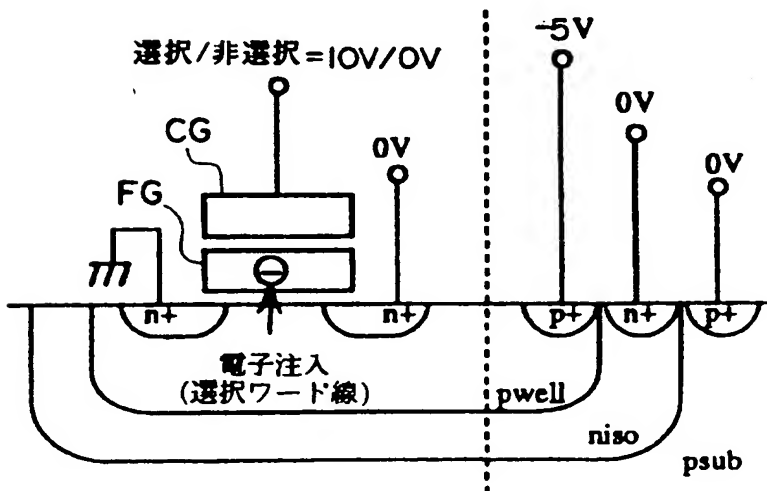 -5V
選択/非選択=10V/0V
0V
CG
0V
0V
FG
n+
n+
p+
n+
p+
電子注入
(選択ワード線)
pwell
niso
psub